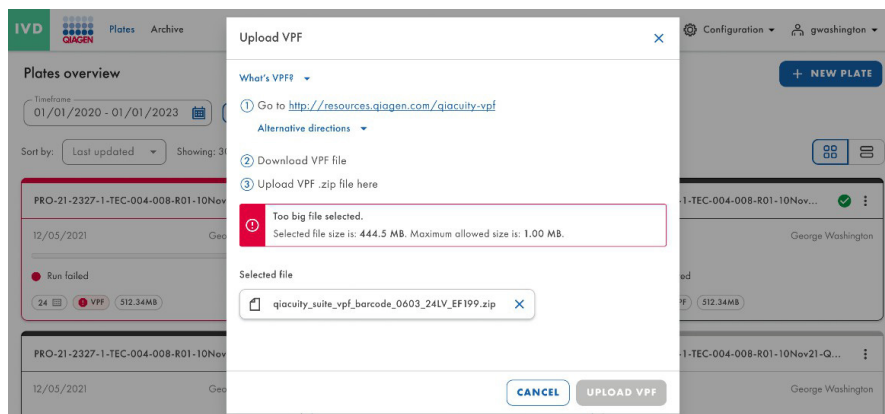 IVD
QIAGEN
Plates
Archive
Configuration
gwashington
Plates overview
+ NEW PLATE
Timeframe
01/01/2020 - 01/01/2023
Sort by:
Last updated
Showing: 3
Upload VPF
What's VPF?
1 Go to http://resources.qiagen.com/qiacuity-vpf
Alternative directions
2 Download VPF file
3 Upload VPF .zip file here
Too big file selected.
Selected file size is: 444.5 MB. Maximum allowed size is: 1.00 MB.
Selected file
qiacuity_suite_vpf_barcode_0603_24LV_EF199.zip
CANCEL
UPLOAD VPF
PRO-21-2327-1-TEC-004-008-R01-10Nov
12/05/2021
Geo
Run failed
24
VPF
512.34MB
-1-TEC-004-008-R01-10Nov...
George Washington
ed
512.34MB
PRO-21-2327-1-TEC-004-008-R01-10Nov
12/05/2021
Geo
-1-TEC-004-008-R01-10Nov21-Q...
George Washington